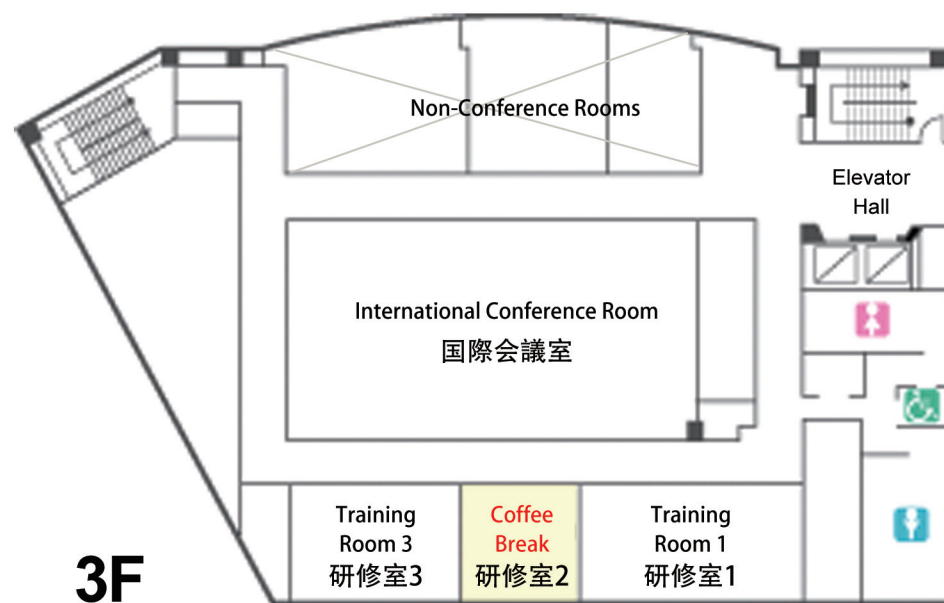 Non-Conference Rooms
Elevator
Hall
International Conference Room
国際会議室
Training
Room 3
研修室3
Coffee
Break
研修室2
Training
Room 1
研修室1
3F